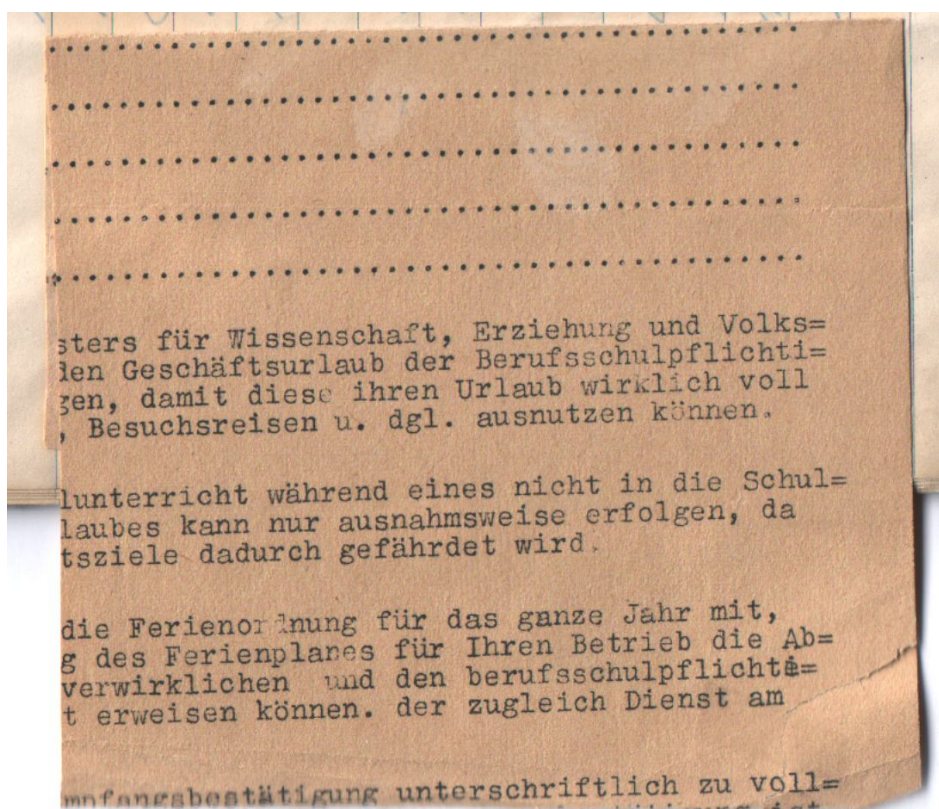 ....................................................
....................................................
....................................................
....................................................
....................................................
sters für Wissenschaft, Erziehung und Volks=
den Geschäftsurlaub der Berufsschulpflichti=
gen, damit diese ihren Urlaub wirklich voll
, Besuchsreisen u. dgl. ausnutzen können.
lunterricht während eines nicht in die Schul=
laubes kann nur ausnahmsweise erfolgen, da
tsziele dadurch gefährdet wird.
die Ferienordnung für das ganze Jahr mit,
g des Ferienplanes für Ihren Betrieb die Ab=
verwirklichen und den berufsschulpflichti=
t erweisen können. der zugleich Dienst am
mpfangsbestätigung unterschriftlich zu voll=